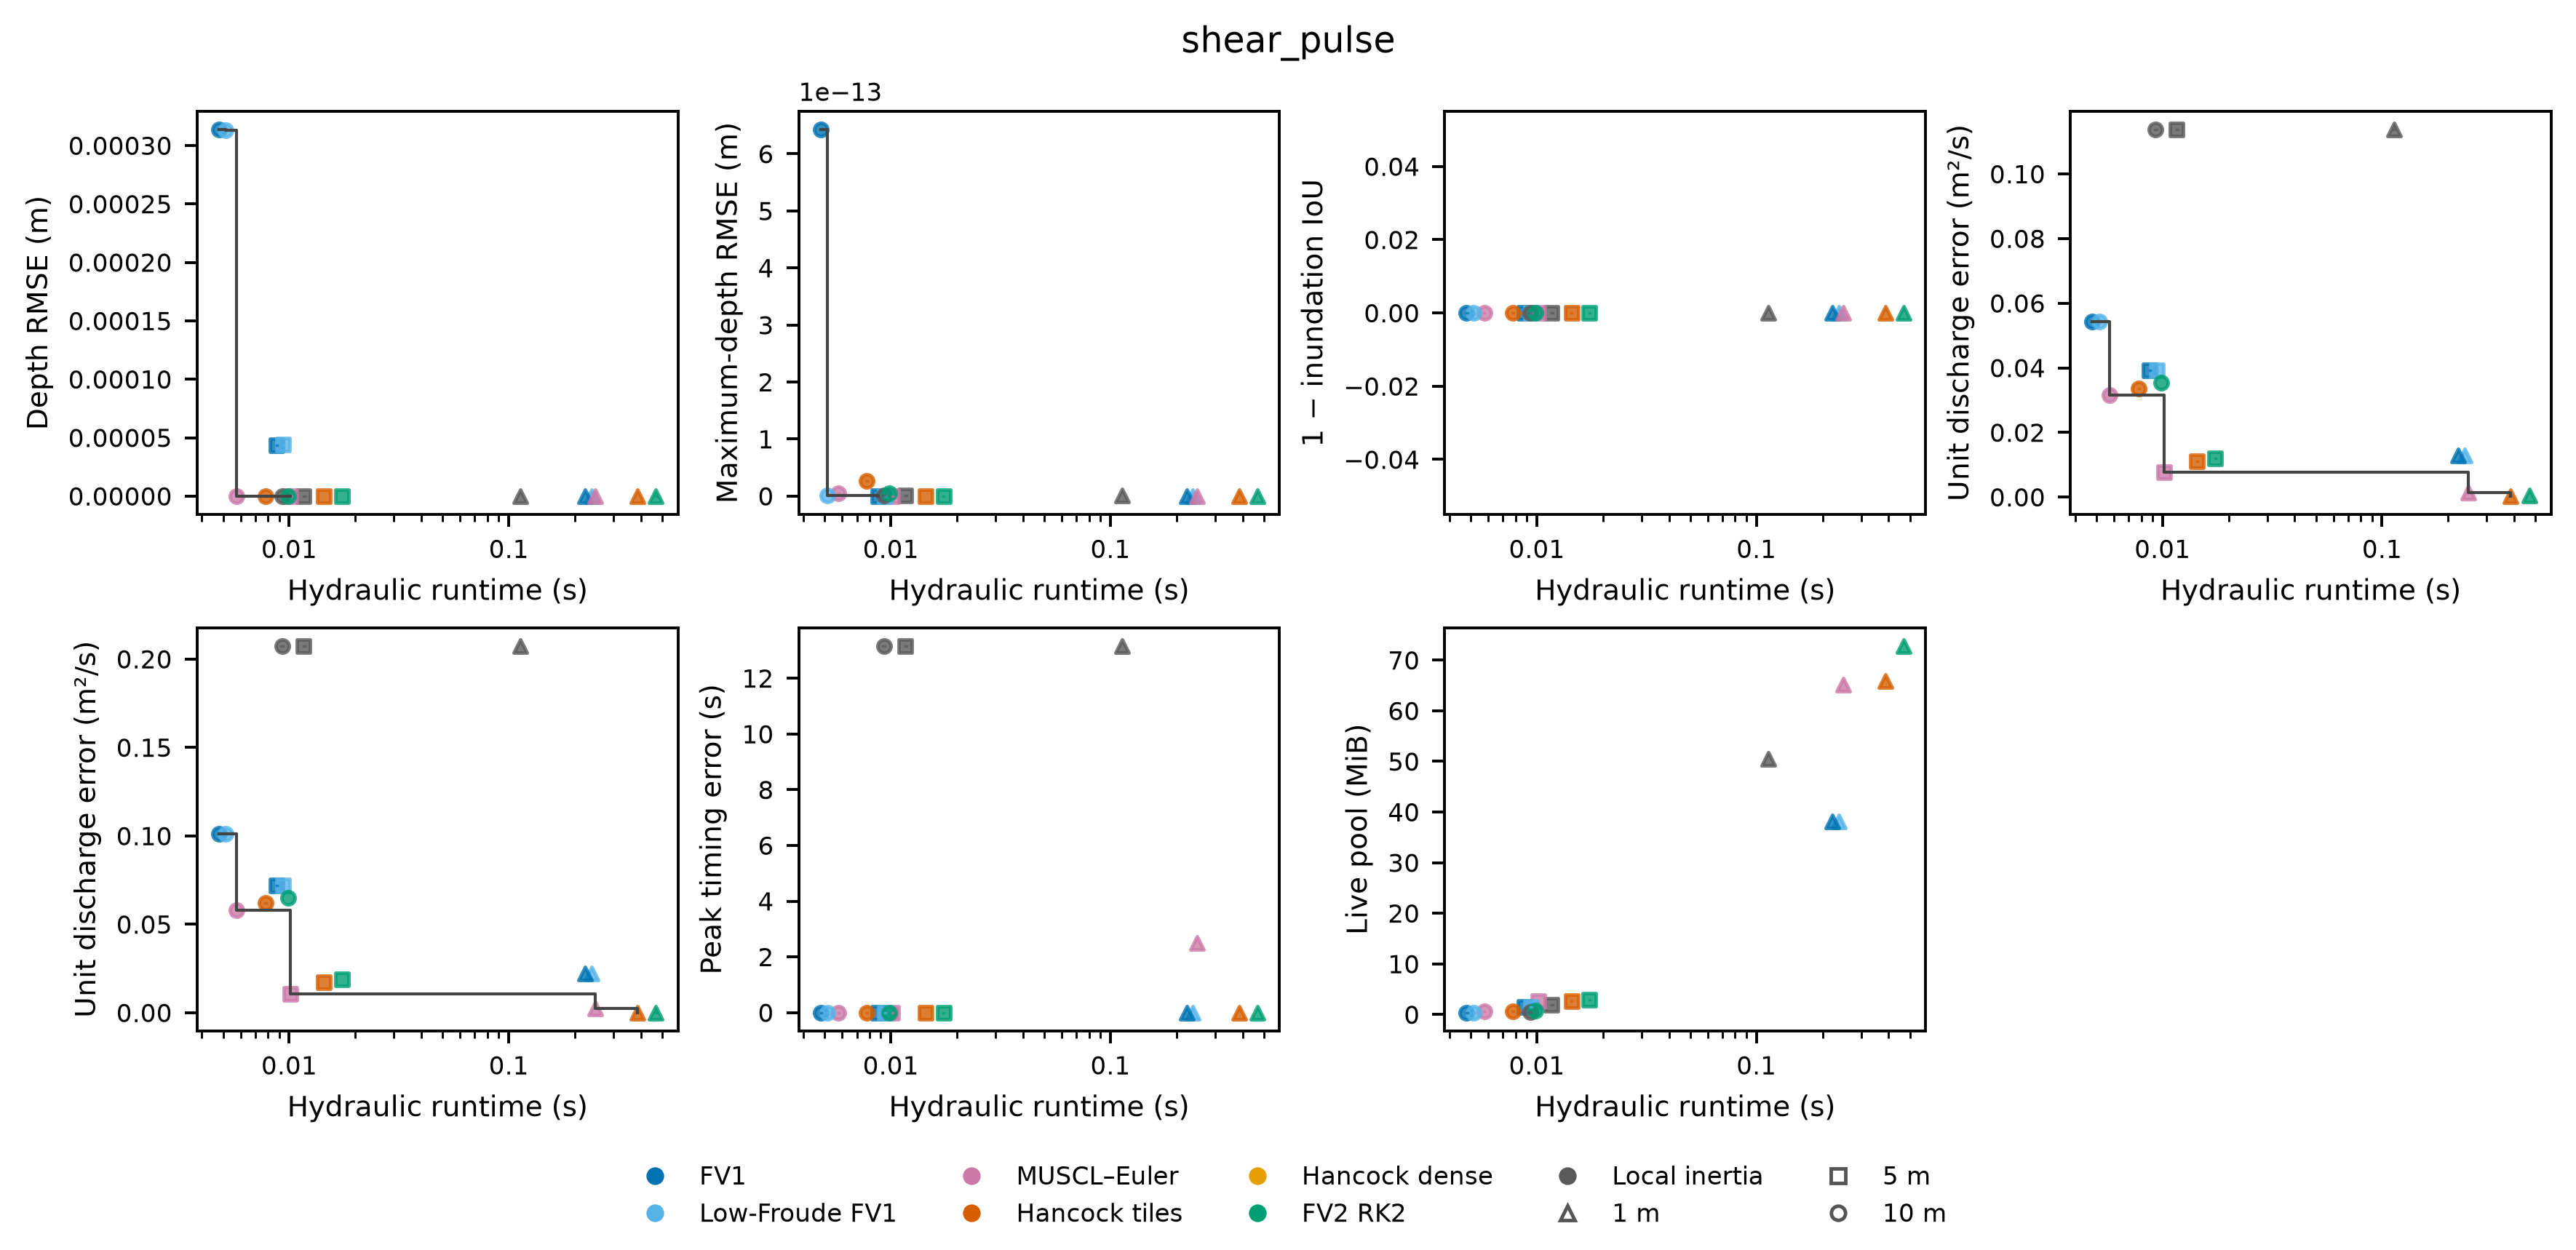 shear_pulse
1e−13
0.00030
0.00025
0.00020
0.00015
0.00010
0.00005
0.00000
Depth RMSE (m)
0.01
0.1
Hydraulic runtime (s)
6
5
4
3
2
1
0
Maximum-depth RMSE (m)
0.01
0.1
Hydraulic runtime (s)
0.04
0.02
0.00
−0.02
−0.04
1 − inundation IoU
0.01
0.1
Hydraulic runtime (s)
0.10
0.08
0.06
0.04
0.02
0.00
Unit discharge error (m²/s)
0.01
0.1
Hydraulic runtime (s)
0.20
0.15
0.10
0.05
0.00
Unit discharge error (m²/s)
0.01
0.1
Hydraulic runtime (s)
12
10
8
6
4
2
0
Peak timing error (s)
0.01
0.1
Hydraulic runtime (s)
70
60
50
40
30
20
10
0
Live pool (MiB)
0.01
0.1
Hydraulic runtime (s)
FV1
Low-Froude FV1
MUSCL–Euler
Hancock tiles
Hancock dense
FV2 RK2
Local inertia
1 m
5 m
10 m